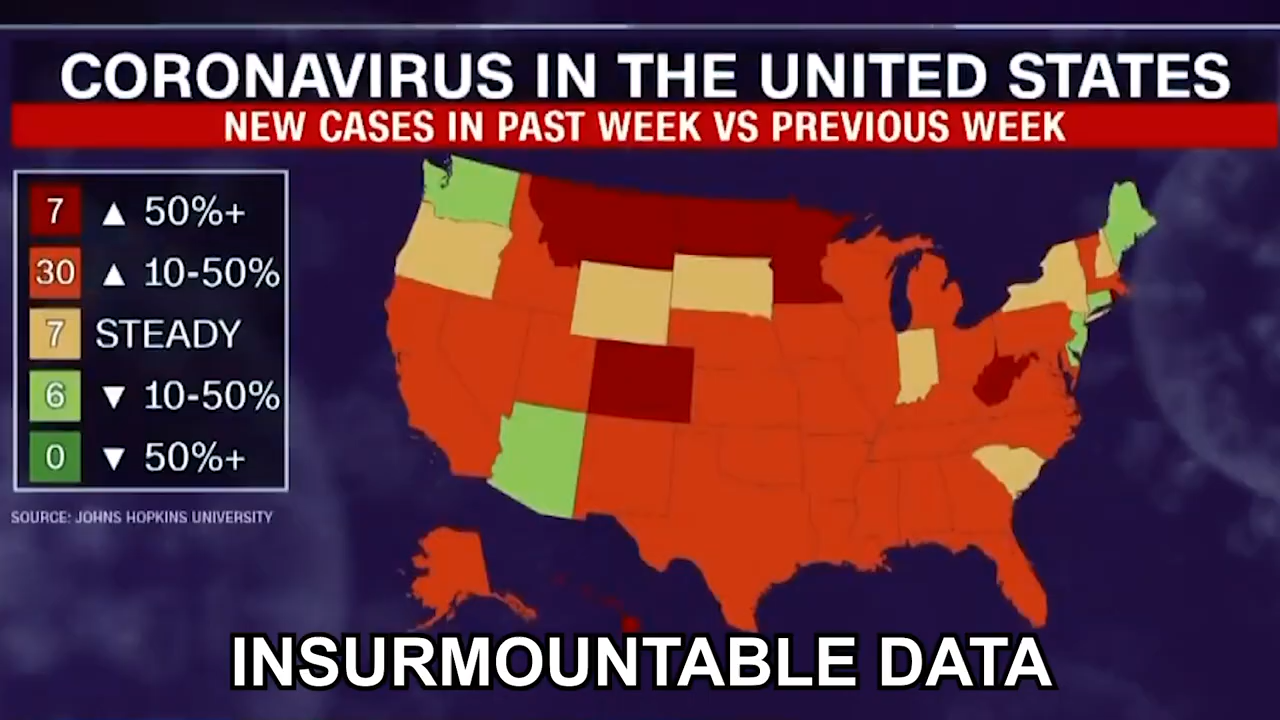 CORONAVIRUS IN THE UNITED STATES
NEW CASES IN PAST WEEK VS PREVIOUS WEEK
7 ▲ 50%+
30 ▲ 10-50%
7 STEADY
6 ▼ 10-50%
0 ▼ 50%+
SOURCE: JOHNS HOPKINS UNIVERSITY
INSURMOUNTABLE DATA